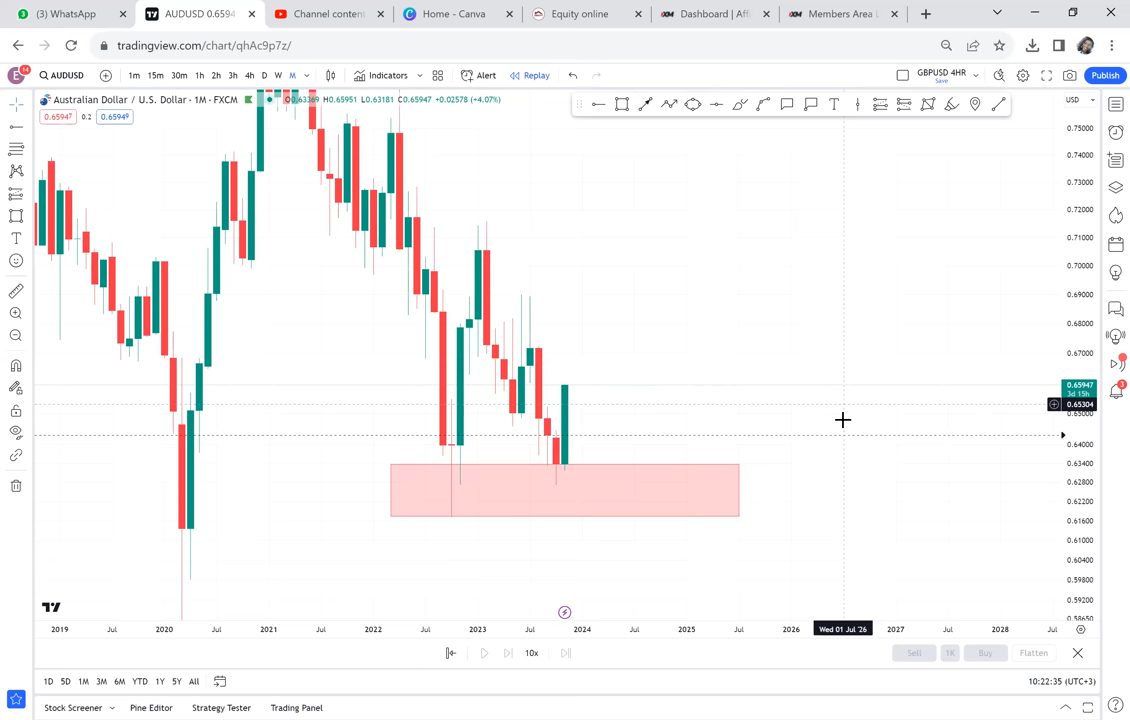 (3) WhatsApp
AUDUSD 0.6594
Channel content
Home - Canva
Equity online
Dashboard | Affi
Members Area |
tradingview.com/chart/qhAc9p7z/
E 14 AUDUSD 1m 15m 30m 1h 2h 3h 4h D W M Indicators Alert Replay
GBPUSD 4HR
Save
Publish
Australian Dollar / U.S. Dollar · 1M · FXCM O0.63369 H0.65951 L0.63181 C0.65947 +0.02578 (+4.07%)
USD
0.65947 0.2 0.65949
0.75000
0.74000
0.73000
0.72000
0.71000
0.70000
0.69000
0.68000
0.67000
0.65947
3d 15h
0.65304
0.65000
0.64000
0.63400
0.62800
0.62200
0.61600
0.61000
0.60400
0.59800
0.59200
0.58650
2019 Jul 2020 Jul 2021 Jul 2022 Jul 2023 Jul 2024 Jul 2025 Jul 2026 Wed 01 Jul '26 2027 Jul 2028 Jul
10x
Sell 1K Buy Flatten
1D 5D 1M 3M 6M YTD 1Y 5Y All
10:22:35 (UTC+3)
Stock Screener Pine Editor Strategy Tester Trading Panel